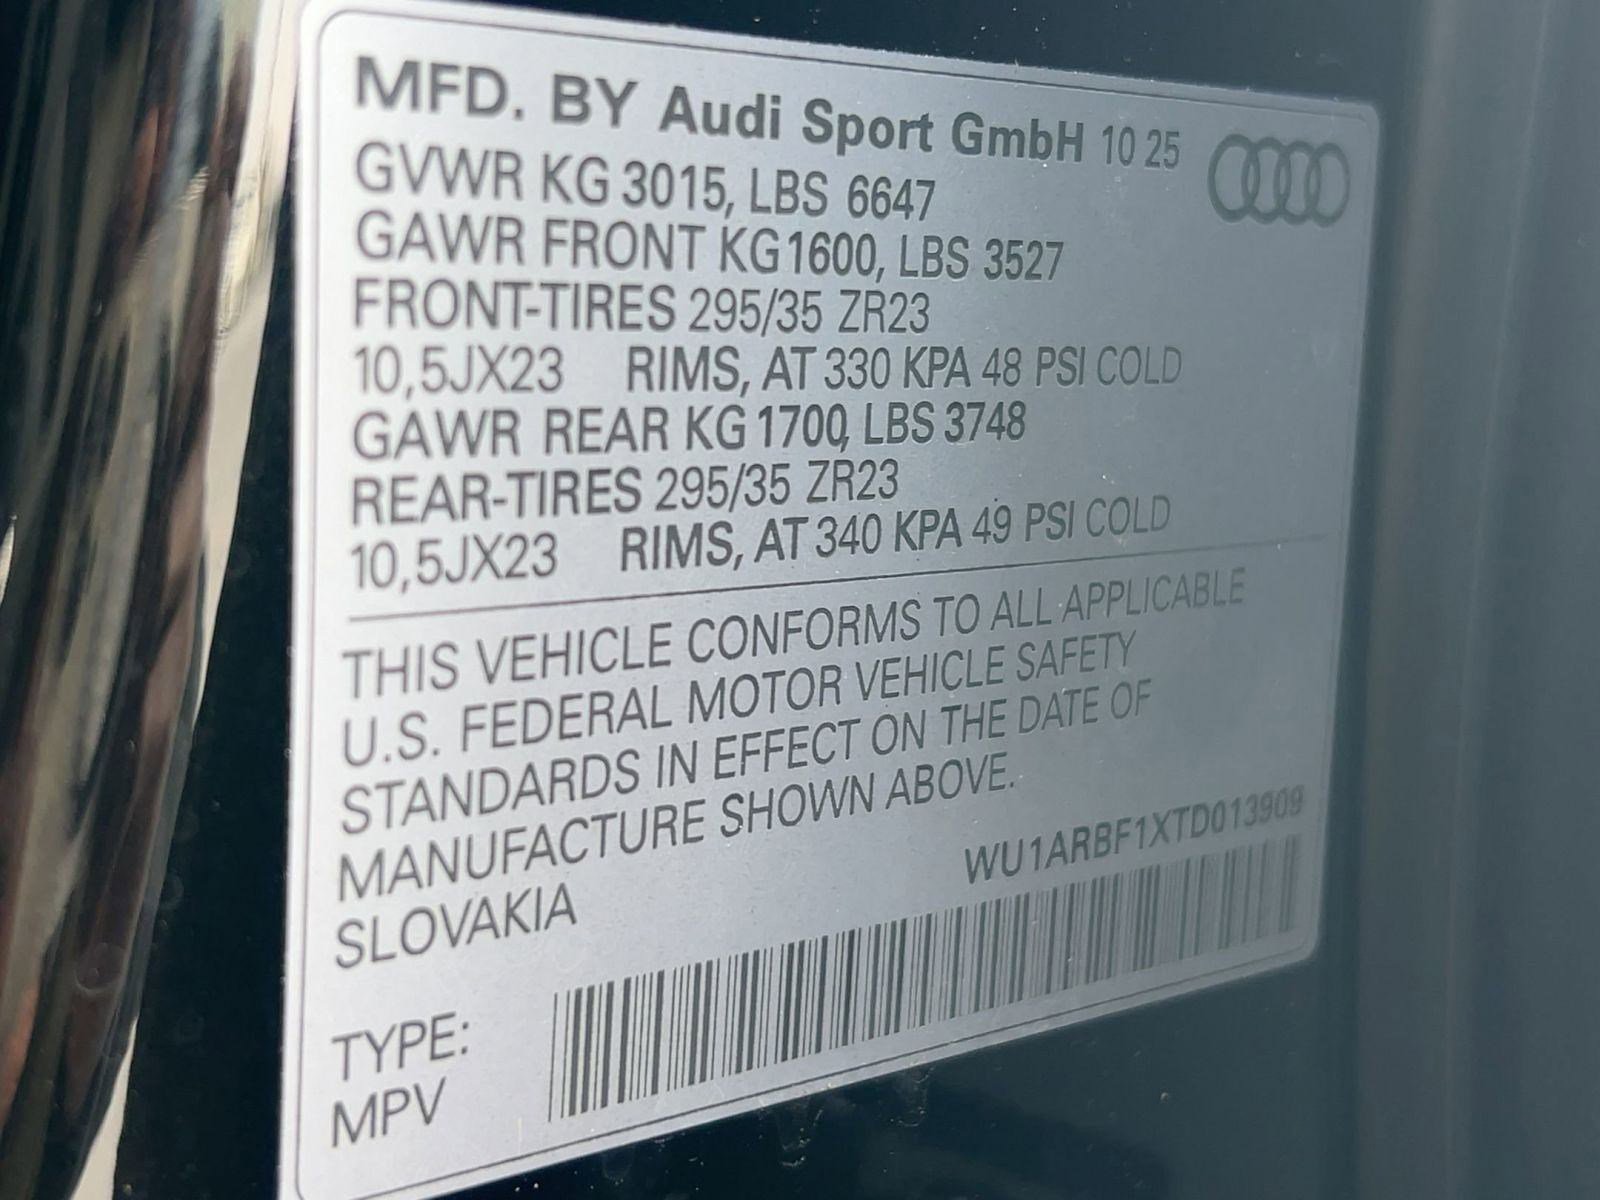 MFD. BY Audi Sport GmbH 10 25
GVWR KG 3015, LBS 6647
GAWR FRONT KG 1600, LBS 3527
FRONT-TIRES 295/35 ZR23
10,5JX23 RIMS, AT 330 KPA 48 PSI COLD
GAWR REAR KG 1700, LBS 3748
REAR-TIRES 295/35 ZR23
10,5JX23 RIMS, AT 340 KPA 49 PSI COLD
THIS VEHICLE CONFORMS TO ALL APPLICABLE
U.S. FEDERAL MOTOR VEHICLE SAFETY
STANDARDS IN EFFECT ON THE DATE OF
MANUFACTURE SHOWN ABOVE.
SLOVAKIA
WU1ARBF1XTD013909
TYPE:
MPV